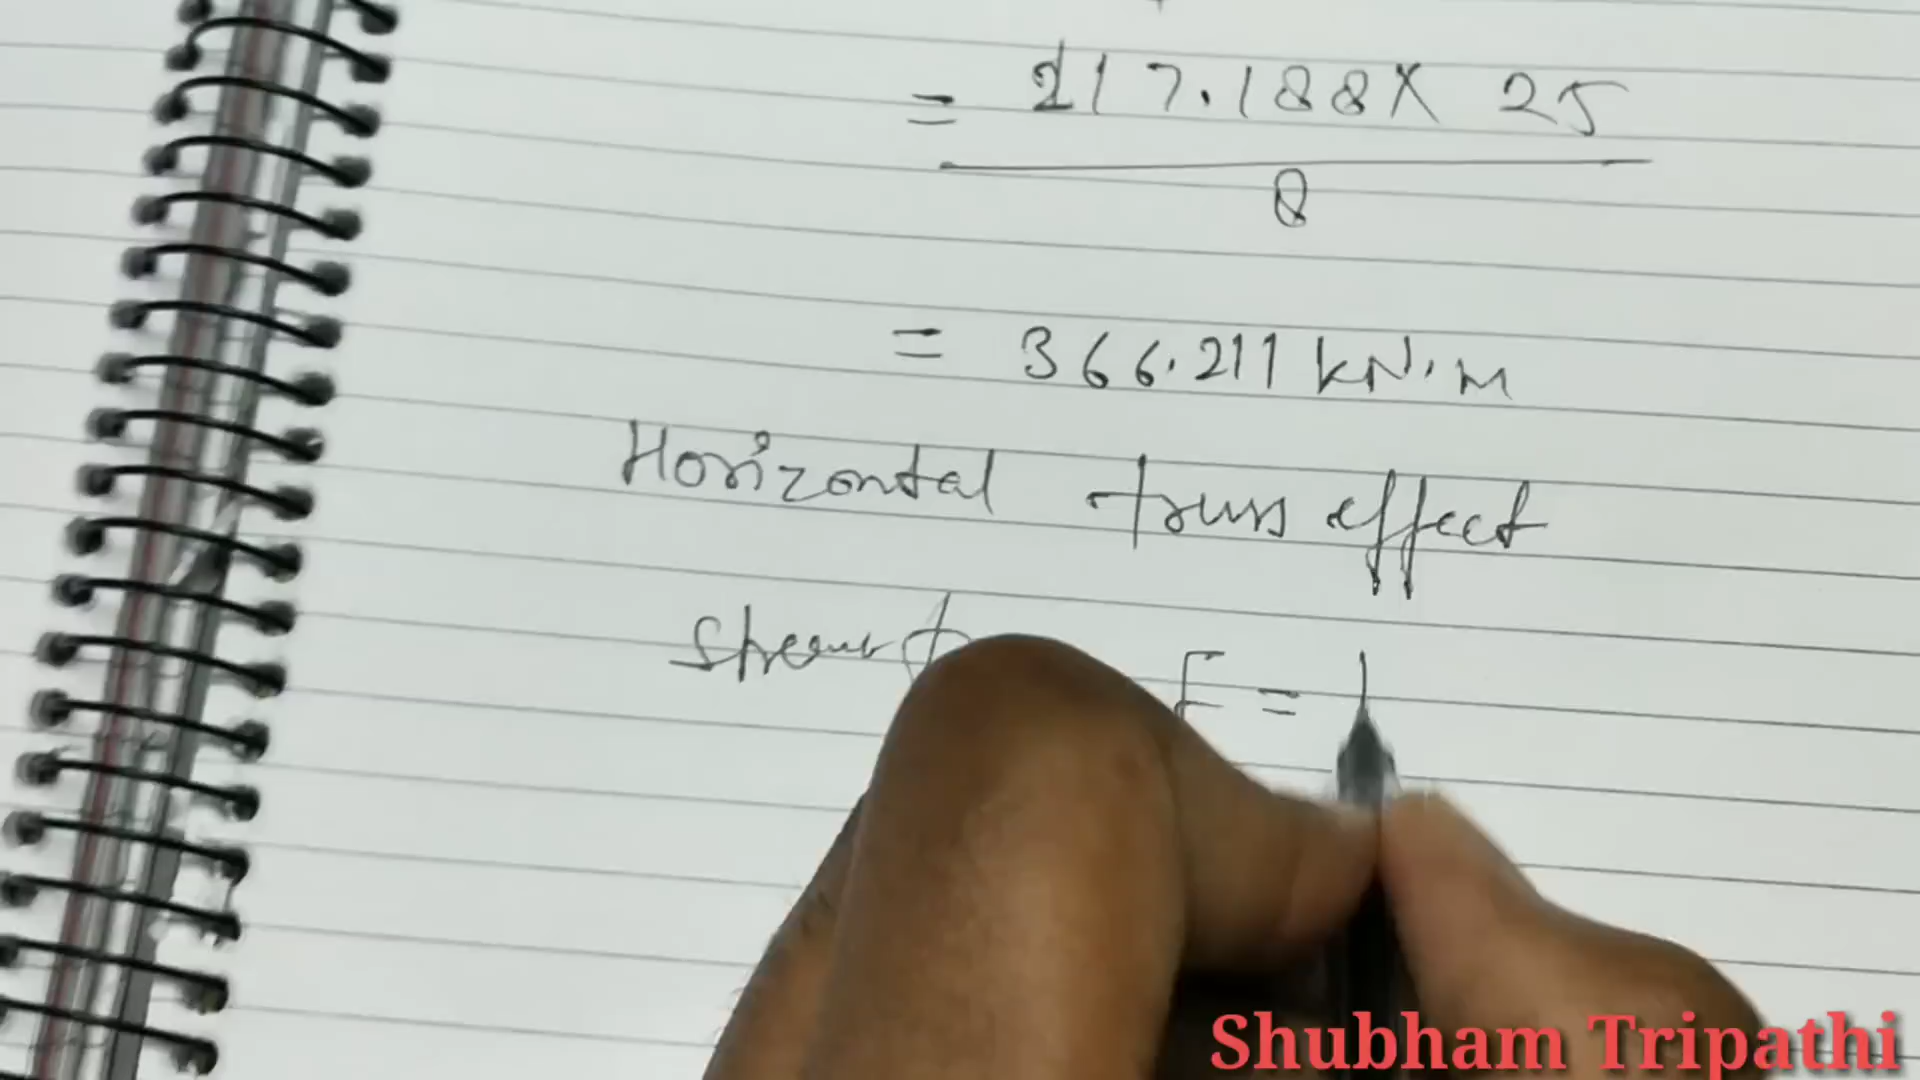 = 217.188 X 25
8
= 366.211 kN.m
Horizontal truss effect
F =
Shubham Tripathi